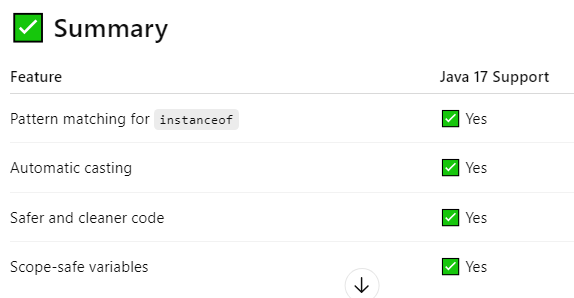 ✅ Summary
Feature Java 17 Support
Pattern matching for instanceof ✅ Yes
Automatic casting ✅ Yes
Safer and cleaner code ✅ Yes
Scope-safe variables ✅ Yes